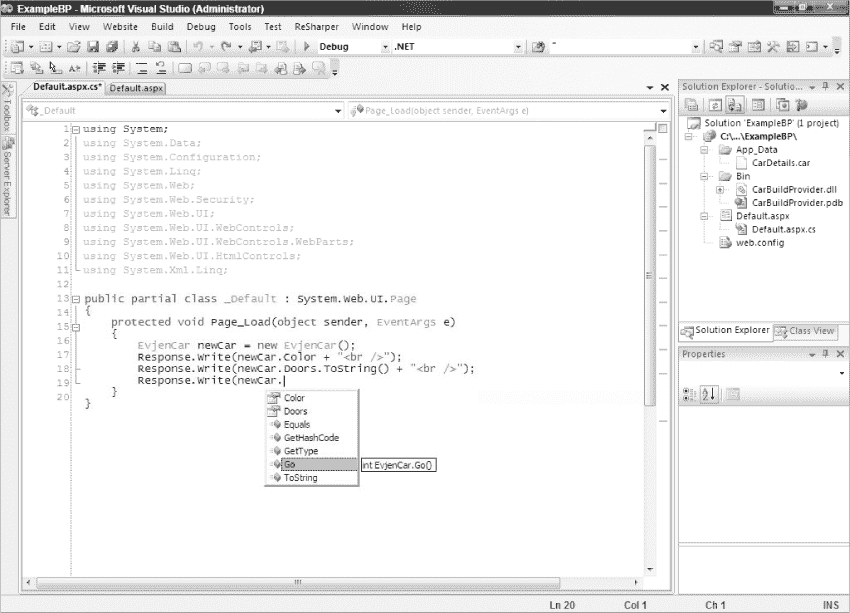 ExampleBP - Microsoft Visual Studio (Administrator)
File Edit View Website Build Debug Tools Test ReSharper Window Help
Debug .NET
Default.aspx.cs* Default.aspx
_Default Page_Load(object sender, EventArgs e)
Toolbox
Server Explorer
1 using System;
2 using System.Data;
3 using System.Configuration;
4 using System.Linq;
5 using System.Web;
6 using System.Web.Security;
7 using System.Web.UI;
8 using System.Web.UI.WebControls;
9 using System.Web.UI.WebControls.WebParts;
10 using System.Web.UI.HtmlControls;
11 using System.Xml.Linq;
12
13 public partial class _Default : System.Web.UI.Page
14 {
15 protected void Page_Load(object sender, EventArgs e)
16 {
17 EvjenCar newCar = new EvjenCar();
18 Response.Write(newCar.Color + "<br />");
19 Response.Write(newCar.Doors.ToString() + "<br />");
20 Response.Write(newCar.
}
}
Color
Doors
Equals
GetHashCode
GetType
Go int EvjenCar.Go()
ToString
Solution Explorer - Solutio...
Solution 'ExampleBP' (1 project)
C:\...\ExampleBP\
App_Data
CarDetails.car
Bin
CarBuildProvider.dll
CarBuildProvider.pdb
Default.aspx
Default.aspx.cs
web.config
Solution Explorer Class View
Properties
Ln 20 Col 1 Ch 1 INS